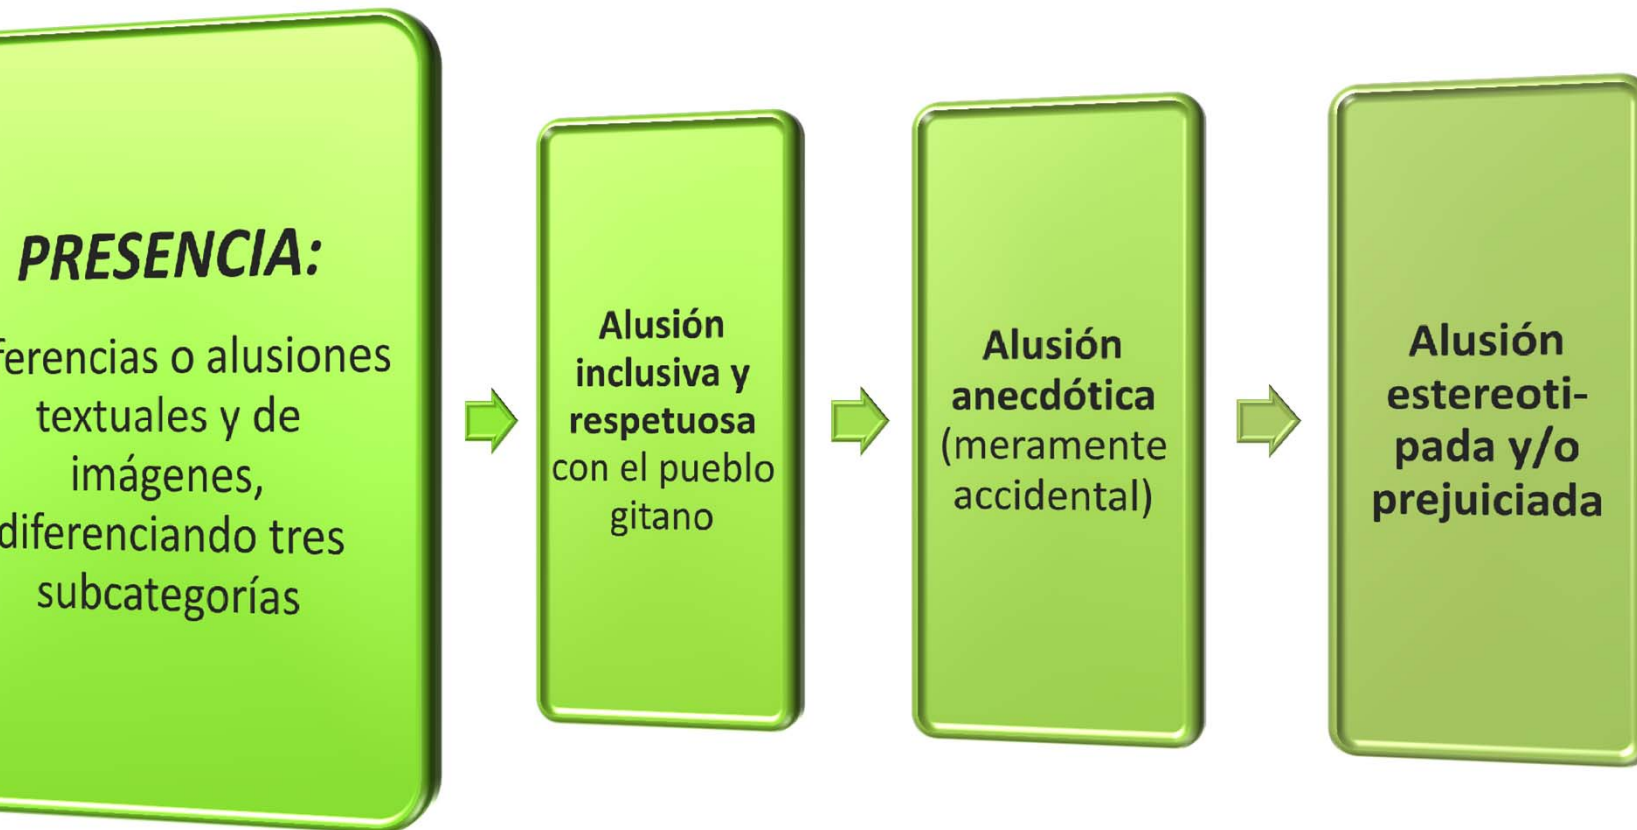 PRESENCIA:
ferencias o alusiones
textuales y de
imágenes,
diferenciando tres
subcategorías
Alusión
inclusiva y
respetuosa
con el pueblo
gitano
Alusión
anecdótica
(meramente
accidental)
Alusión
estereoti-
pada y/o
prejuiciada